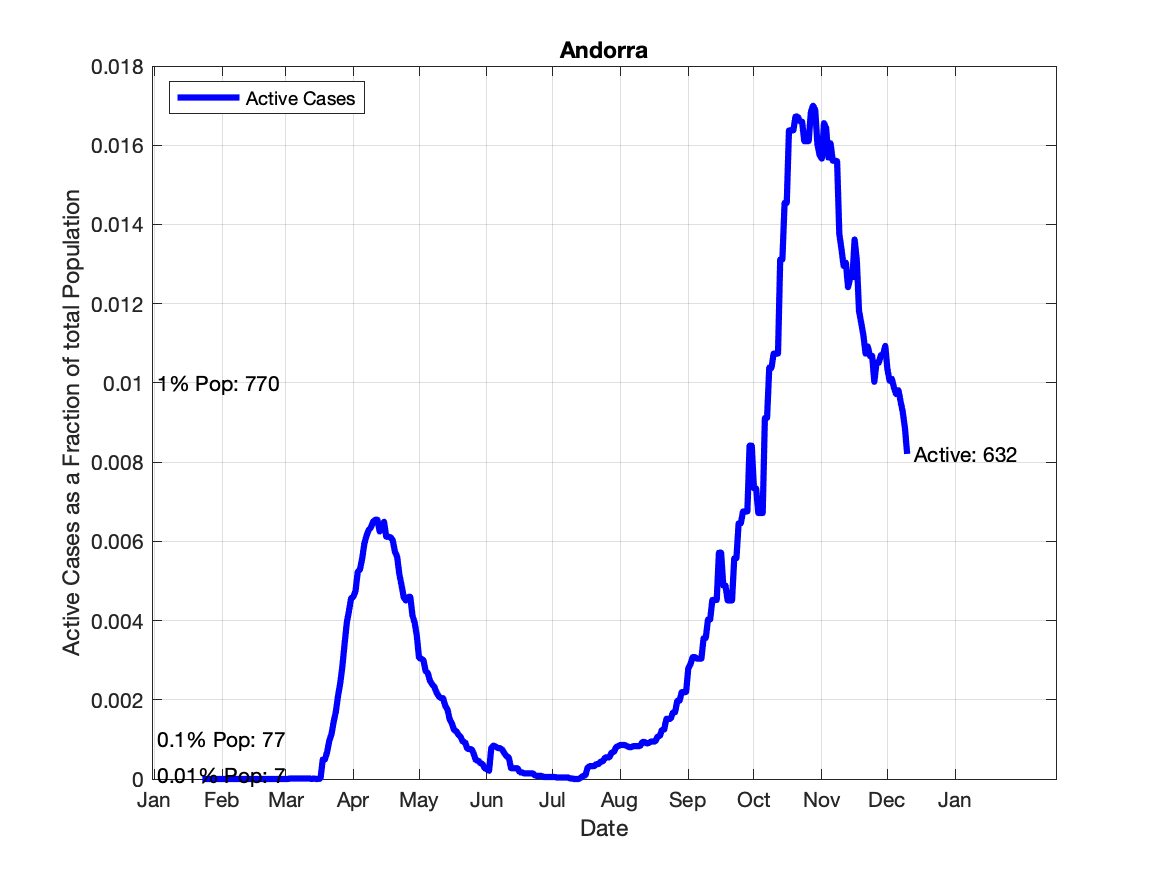 Andorra
Active Cases
0.018
0.016
0.014
0.012
0.01
0.008
0.006
0.004
0.002
0
Active Cases as a Fraction of total Population
1% Pop: 770
0.1% Pop: 77
0.01% Pop: 7
Active: 632
Jan Feb Mar Apr May Jun Jul Aug Sep Oct Nov Dec Jan
Date